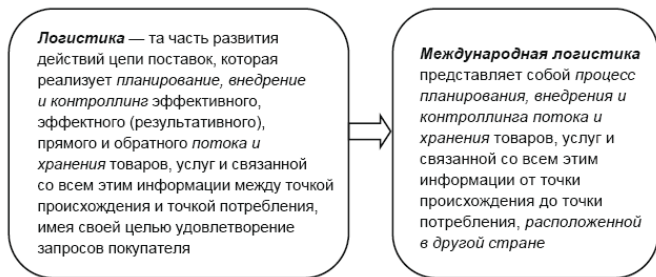 Логистика — та часть развития
действий цепи поставок, которая
реализует планирование, внедрение
и контроллинг эффективного,
эффектного (результативного),
прямого и обратного потока и
хранения товаров, услуг и связанной
со всем этим информации между точкой
происхождения и точкой потребления,
имея своей целью удовлетворение
запросов покупателя
Международная логистика
представляет собой процесс
планирования, внедрения и
контроллинга потока и
хранения товаров, услуг и
связанной со всем этим
информации от точки
происхождения до точки
потребления, расположенной
в другой стране